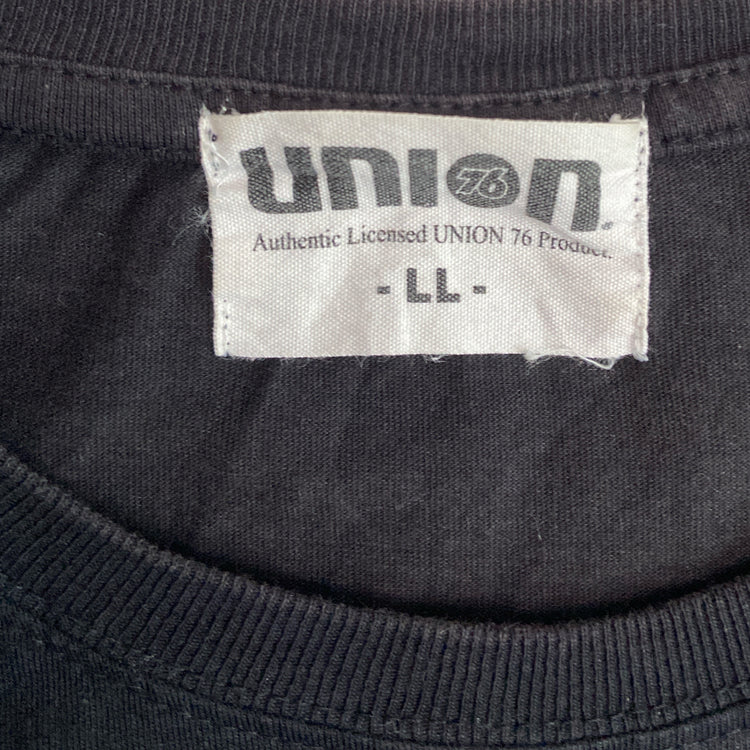 UNION 76
Authentic Licensed UNION 76 Product.
- LL -